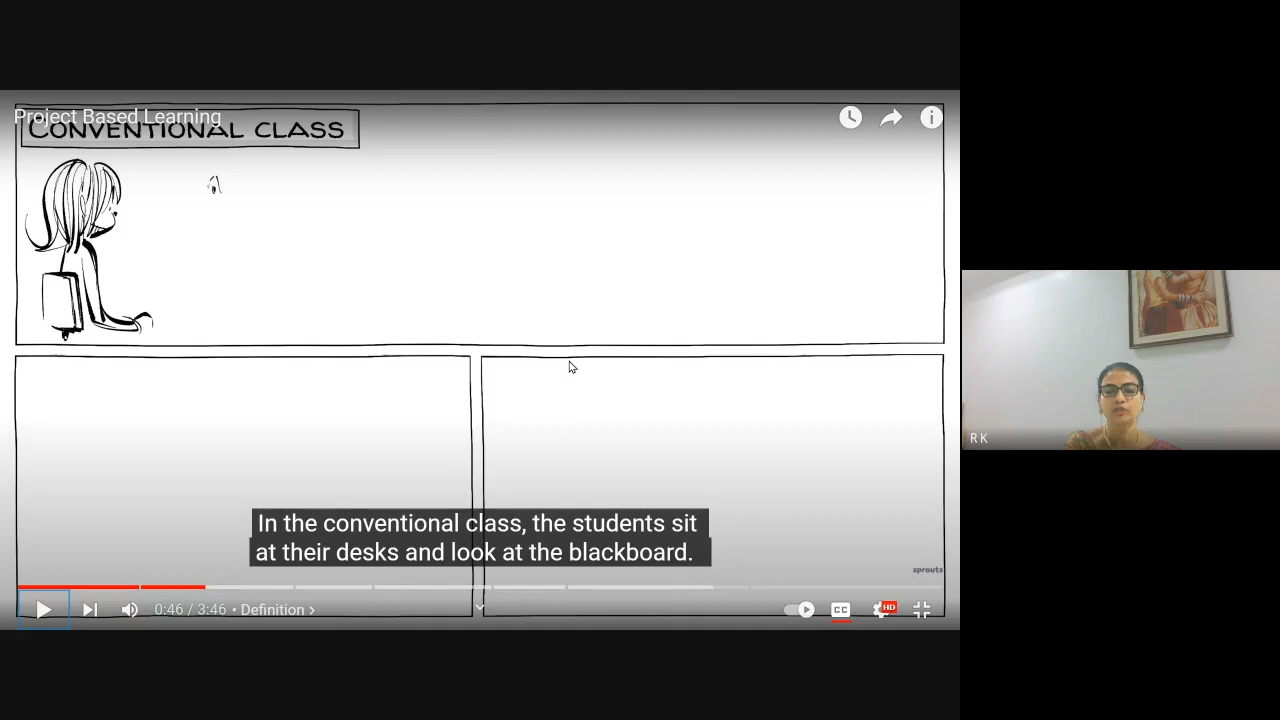 Project Based Learning
CONVENTIONAL CLASS
R K
In the conventional class, the students sit
at their desks and look at the blackboard.
sprouts
0:46 / 3:46 • Definition
CC
HD